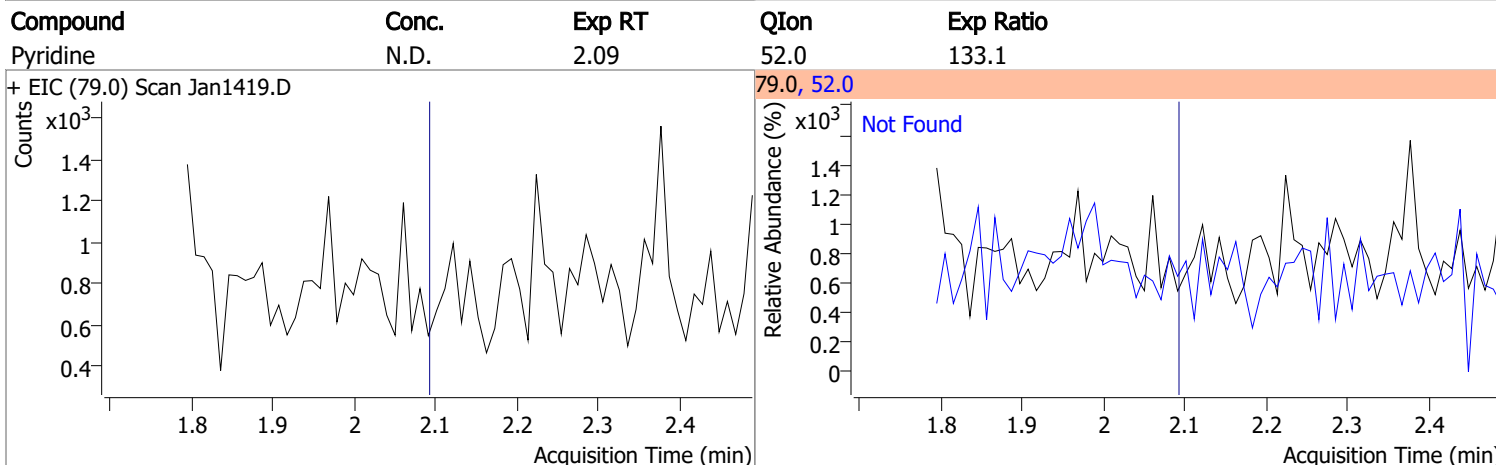 Compound Conc. Exp RT QIon Exp Ratio
Pyridine N.D. 2.09 52.0 133.1
+ EIC (79.0) Scan Jan1419.D
Counts
x10³
1.4
1.2
1
0.8
0.6
0.4
1.8 1.9 2 2.1 2.2 2.3 2.4
Acquisition Time (min)
79.0, 52.0
Relative Abundance (%)
x10³
Not Found
1.4
1.2
1
0.8
0.6
0.4
0.2
0
1.8 1.9 2 2.1 2.2 2.3 2.4
Acquisition Time (min)